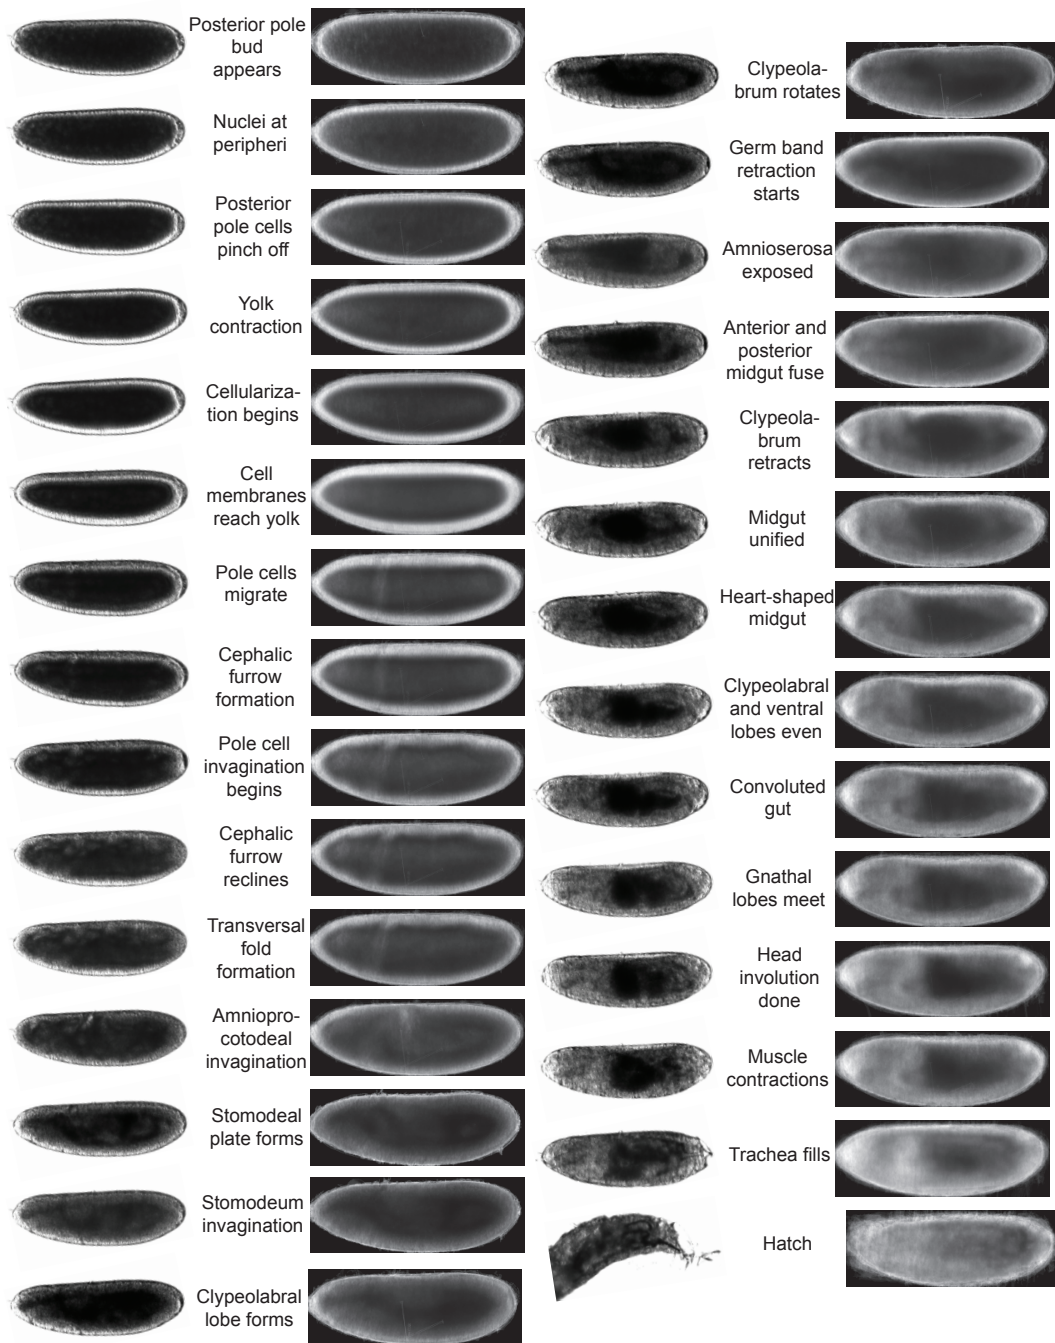 Posterior pole
bud
appears
Nuclei at
peripheri
Posterior
pole cells
pinch off
Yolk
contraction
Cellulariza-
tion begins
Cell
membranes
reach yolk
Pole cells
migrate
Cephalic
furrow
formation
Pole cell
invagination
begins
Cephalic
furrow
reclines
Transversal
fold
formation
Amniopro-
cotodeal
invagination
Stomodeal
plate forms
Stomodeum
invagination
Clypeolabral
lobe forms
Clypeola-
brum rotates
Germ band
retraction
starts
Amnioserosa
exposed
Anterior and
posterior
midgut fuse
Clypeola-
brum
retracts
Midgut
unified
Heart-shaped
midgut
Clypeolabral
and ventral
lobes even
Convoluted
gut
Gnathal
lobes meet
Head
involution
done
Muscle
contractions
Trachea fills
Hatch